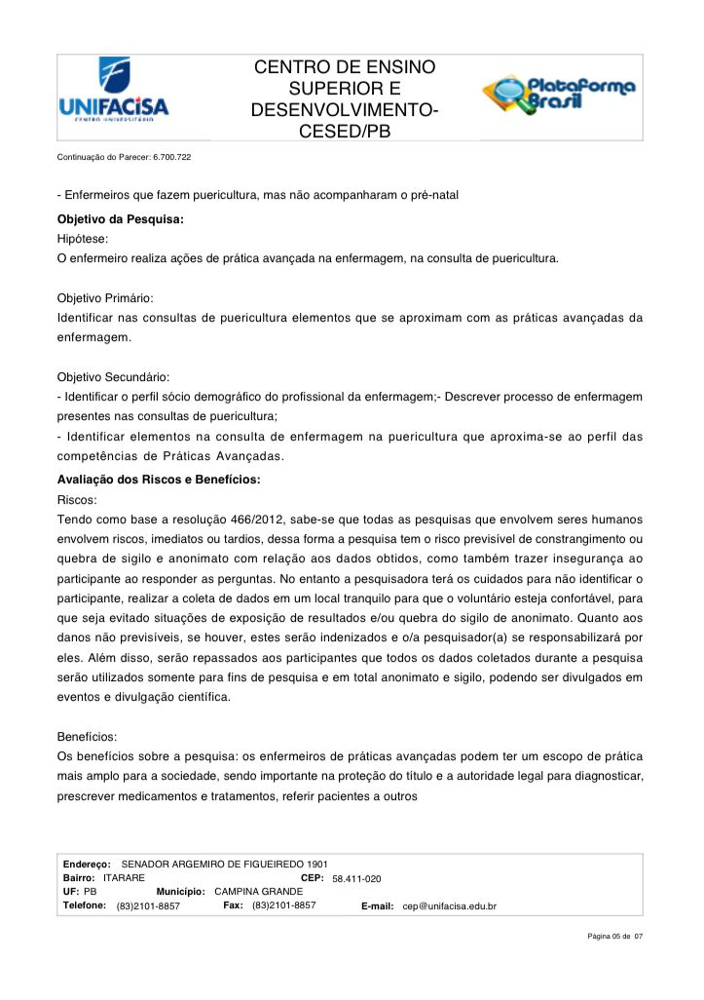 UNIFACISA
CENTRO UNIVERSITÁRIO
CENTRO DE ENSINO
SUPERIOR E
DESENVOLVIMENTO-
CESED/PB
Plataforma
Brasil
Continuação do Parecer: 6.700.722
- Enfermeiros que fazem puericultura, mas não acompanharam o pré-natal
Objetivo da Pesquisa:
Hipótese:
O enfermeiro realiza ações de prática avançada na enfermagem, na consulta de puericultura.
Objetivo Primário:
Identificar nas consultas de puericultura elementos que se aproximam com as práticas avançadas da
enfermagem.
Objetivo Secundário:
- Identificar o perfil sócio demográfico do profissional da enfermagem;- Descrever processo de enfermagem
presentes nas consultas de puericultura;
- Identificar elementos na consulta de enfermagem na puericultura que aproxima-se ao perfil das
competências de Práticas Avançadas.
Avaliação dos Riscos e Benefícios:
Riscos:
Tendo como base a resolução 466/2012, sabe-se que todas as pesquisas que envolvem seres humanos
envolvem riscos, imediatos ou tardios, dessa forma a pesquisa tem o risco previsível de constrangimento ou
quebra de sigilo e anonimato com relação aos dados obtidos, como também trazer insegurança ao
participante ao responder as perguntas. No entanto a pesquisadora terá os cuidados para não identificar o
participante, realizar a coleta de dados em um local tranquilo para que o voluntário esteja confortável, para
que seja evitado situações de exposição de resultados e/ou quebra do sigilo de anonimato. Quanto aos
danos não previsíveis, se houver, estes serão indenizados e o/a pesquisador(a) se responsabilizará por
eles. Além disso, serão repassados aos participantes que todos os dados coletados durante a pesquisa
serão utilizados somente para fins de pesquisa e em total anonimato e sigilo, podendo ser divulgados em
eventos e divulgação científica.
Benefícios:
Os benefícios sobre a pesquisa: os enfermeiros de práticas avançadas podem ter um escopo de prática
mais amplo para a sociedade, sendo importante na proteção do título e a autoridade legal para diagnosticar,
prescrever medicamentos e tratamentos, referir pacientes a outros
Endereço: SENADOR ARGEMIRO DE FIGUEIREDO 1901
Bairro: ITARARE CEP: 58.411-020
UF: PB Município: CAMPINA GRANDE
Telefone: (83)2101-8857 Fax: (83)2101-8857 E-mail: cep@unifacisa.edu.br
Página 05 de 07